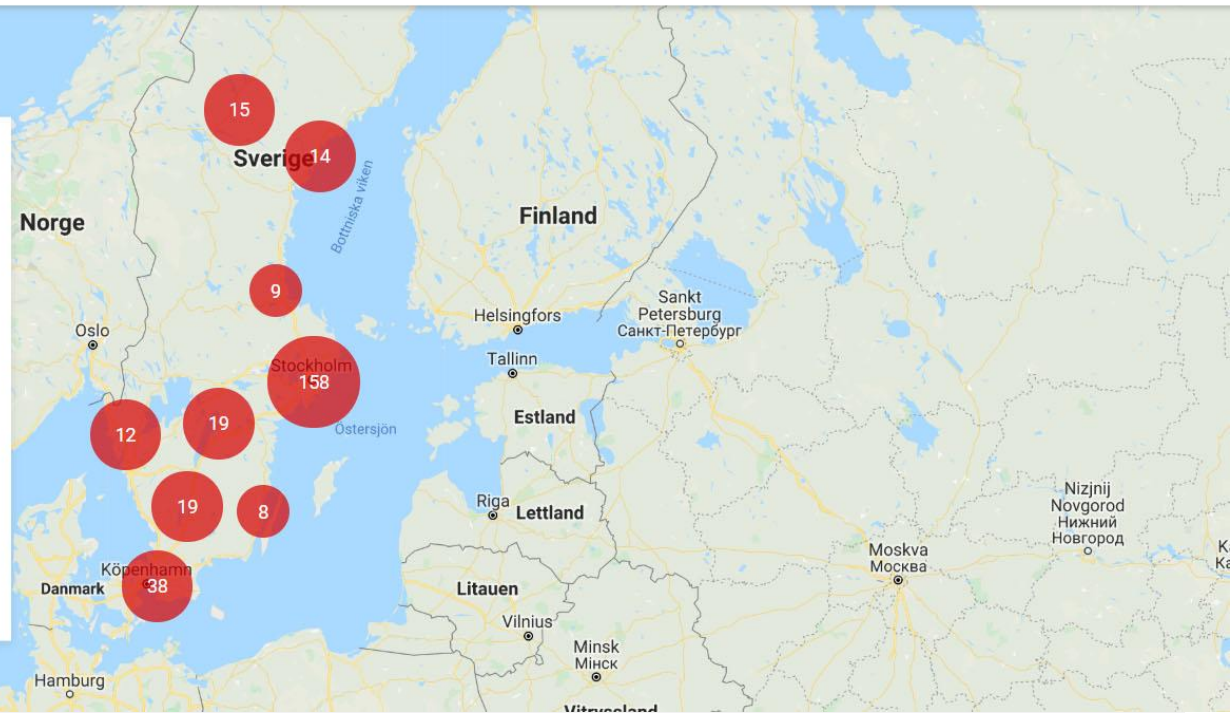 15
14
Sverige
Bottniska viken
Norge
Finland
9
Sankt
Petersburg
Санкт-Петербург
Helsingfors
Oslo
Tallinn
Stockholm
158
Estland
19
12
Östersjön
Nizjnij
Novgorod
Нижний
Новгород
19
8
Riga
Lettland
Moskva
Москва
Köpenhamn
38
Danmark
Litauen
Vilnius
Minsk
Мінск
Hamburg
Vitryssland